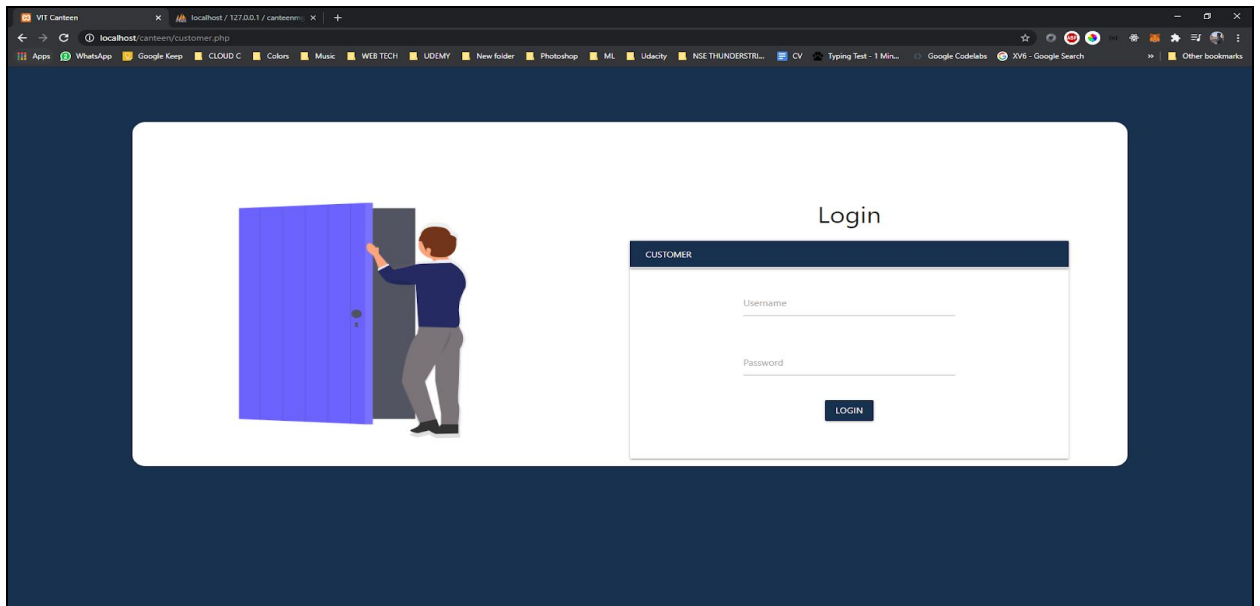 VIT Canteen
localhost / 127.0.0.1 / canteenm
localhost/canteen/customer.php
Apps WhatsApp Google Keep CLOUD C Colors Music WEB TECH UDEMY New folder Photoshop ML Udacity NSE THUNDERSTRI... CV Typing Test - 1 Min... Google Codelabs XV6 - Google Search » Other bookmarks
Login
CUSTOMER
Username
Password
LOGIN